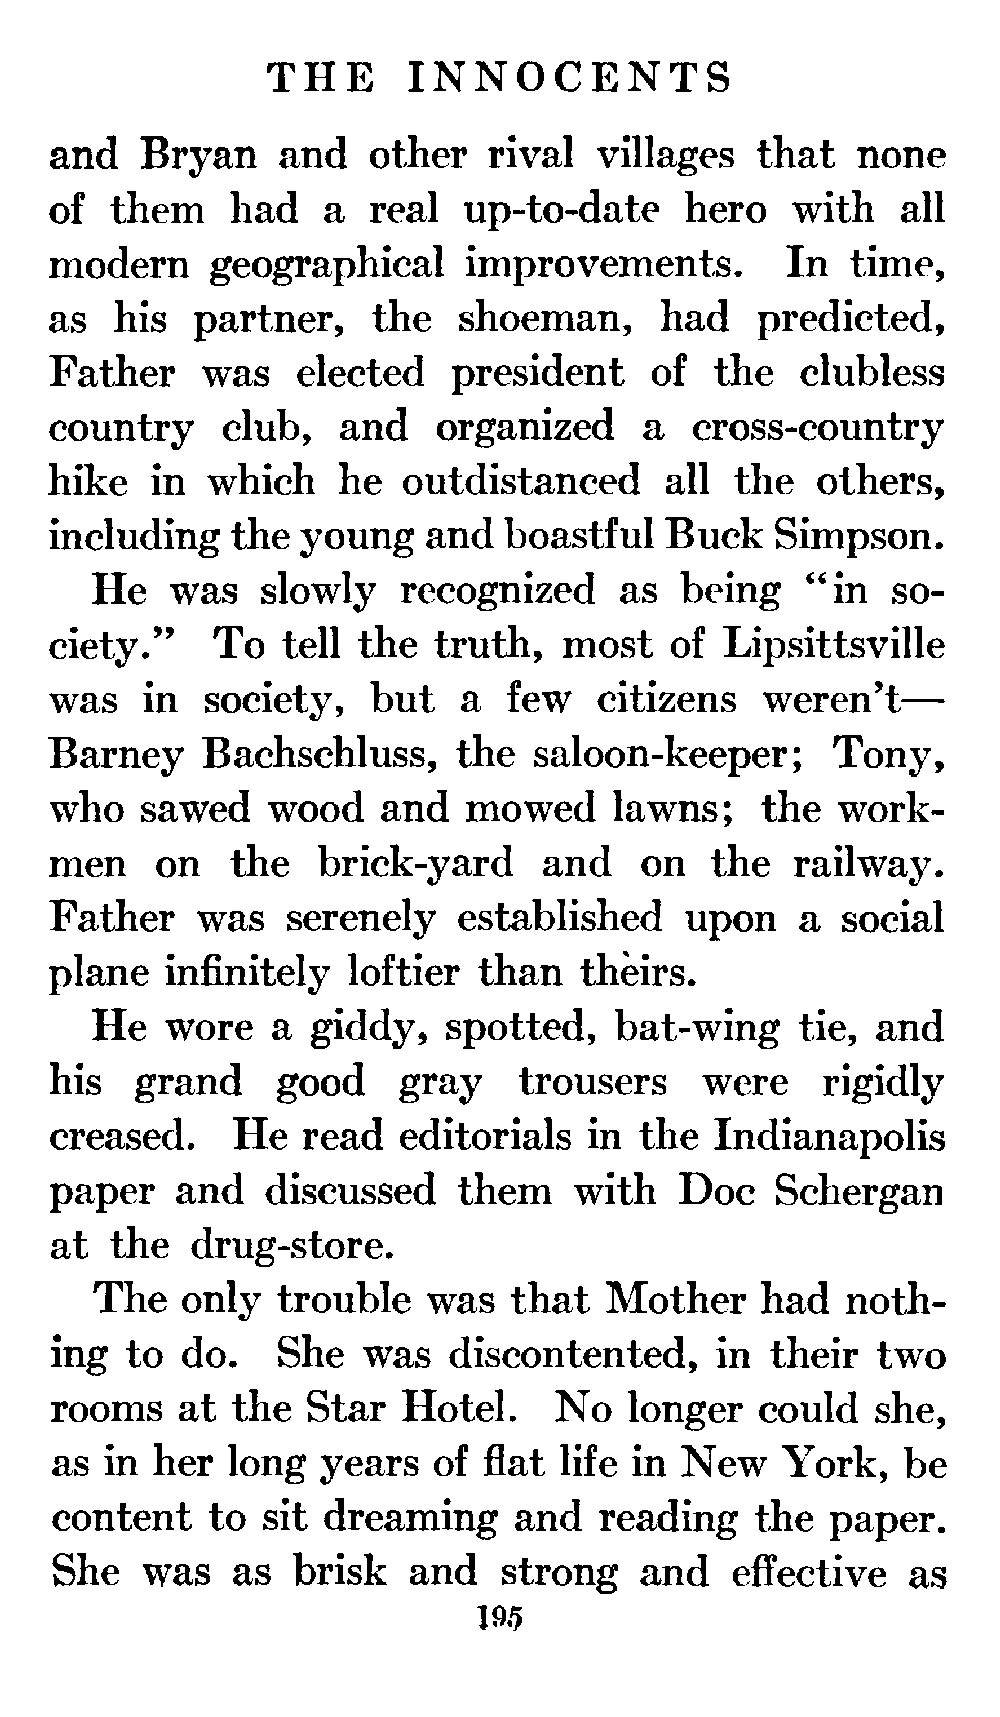 THE INNOCENTS
and Bryan and other rival villages that none
of them had a real up-to-date hero with all
modern geographical improvements. In time,
as his partner, the shoeman, had predicted,
Father was elected president of the clubless
country club, and organized a cross-country
hike in which he outdistanced all the others,
including the young and boastful Buck Simpson.
He was slowly recognized as being “in so-
ciety.” To tell the truth, most of Lipsittsville
was in society, but a few citizens weren’t—
Barney Bachschluss, the saloon-keeper; Tony,
who sawed wood and mowed lawns; the work-
men on the brick-yard and on the railway.
Father was serenely established upon a social
plane infinitely loftier than theirs.
He wore a giddy, spotted, bat-wing tie, and
his grand good gray trousers were rigidly
creased. He read editorials in the Indianapolis
paper and discussed them with Doc Schergan
at the drug-store.
The only trouble was that Mother had noth-
ing to do. She was discontented, in their two
rooms at the Star Hotel. No longer could she,
as in her long years of flat life in New York, be
content to sit dreaming and reading the paper.
She was as brisk and strong and effective as
195